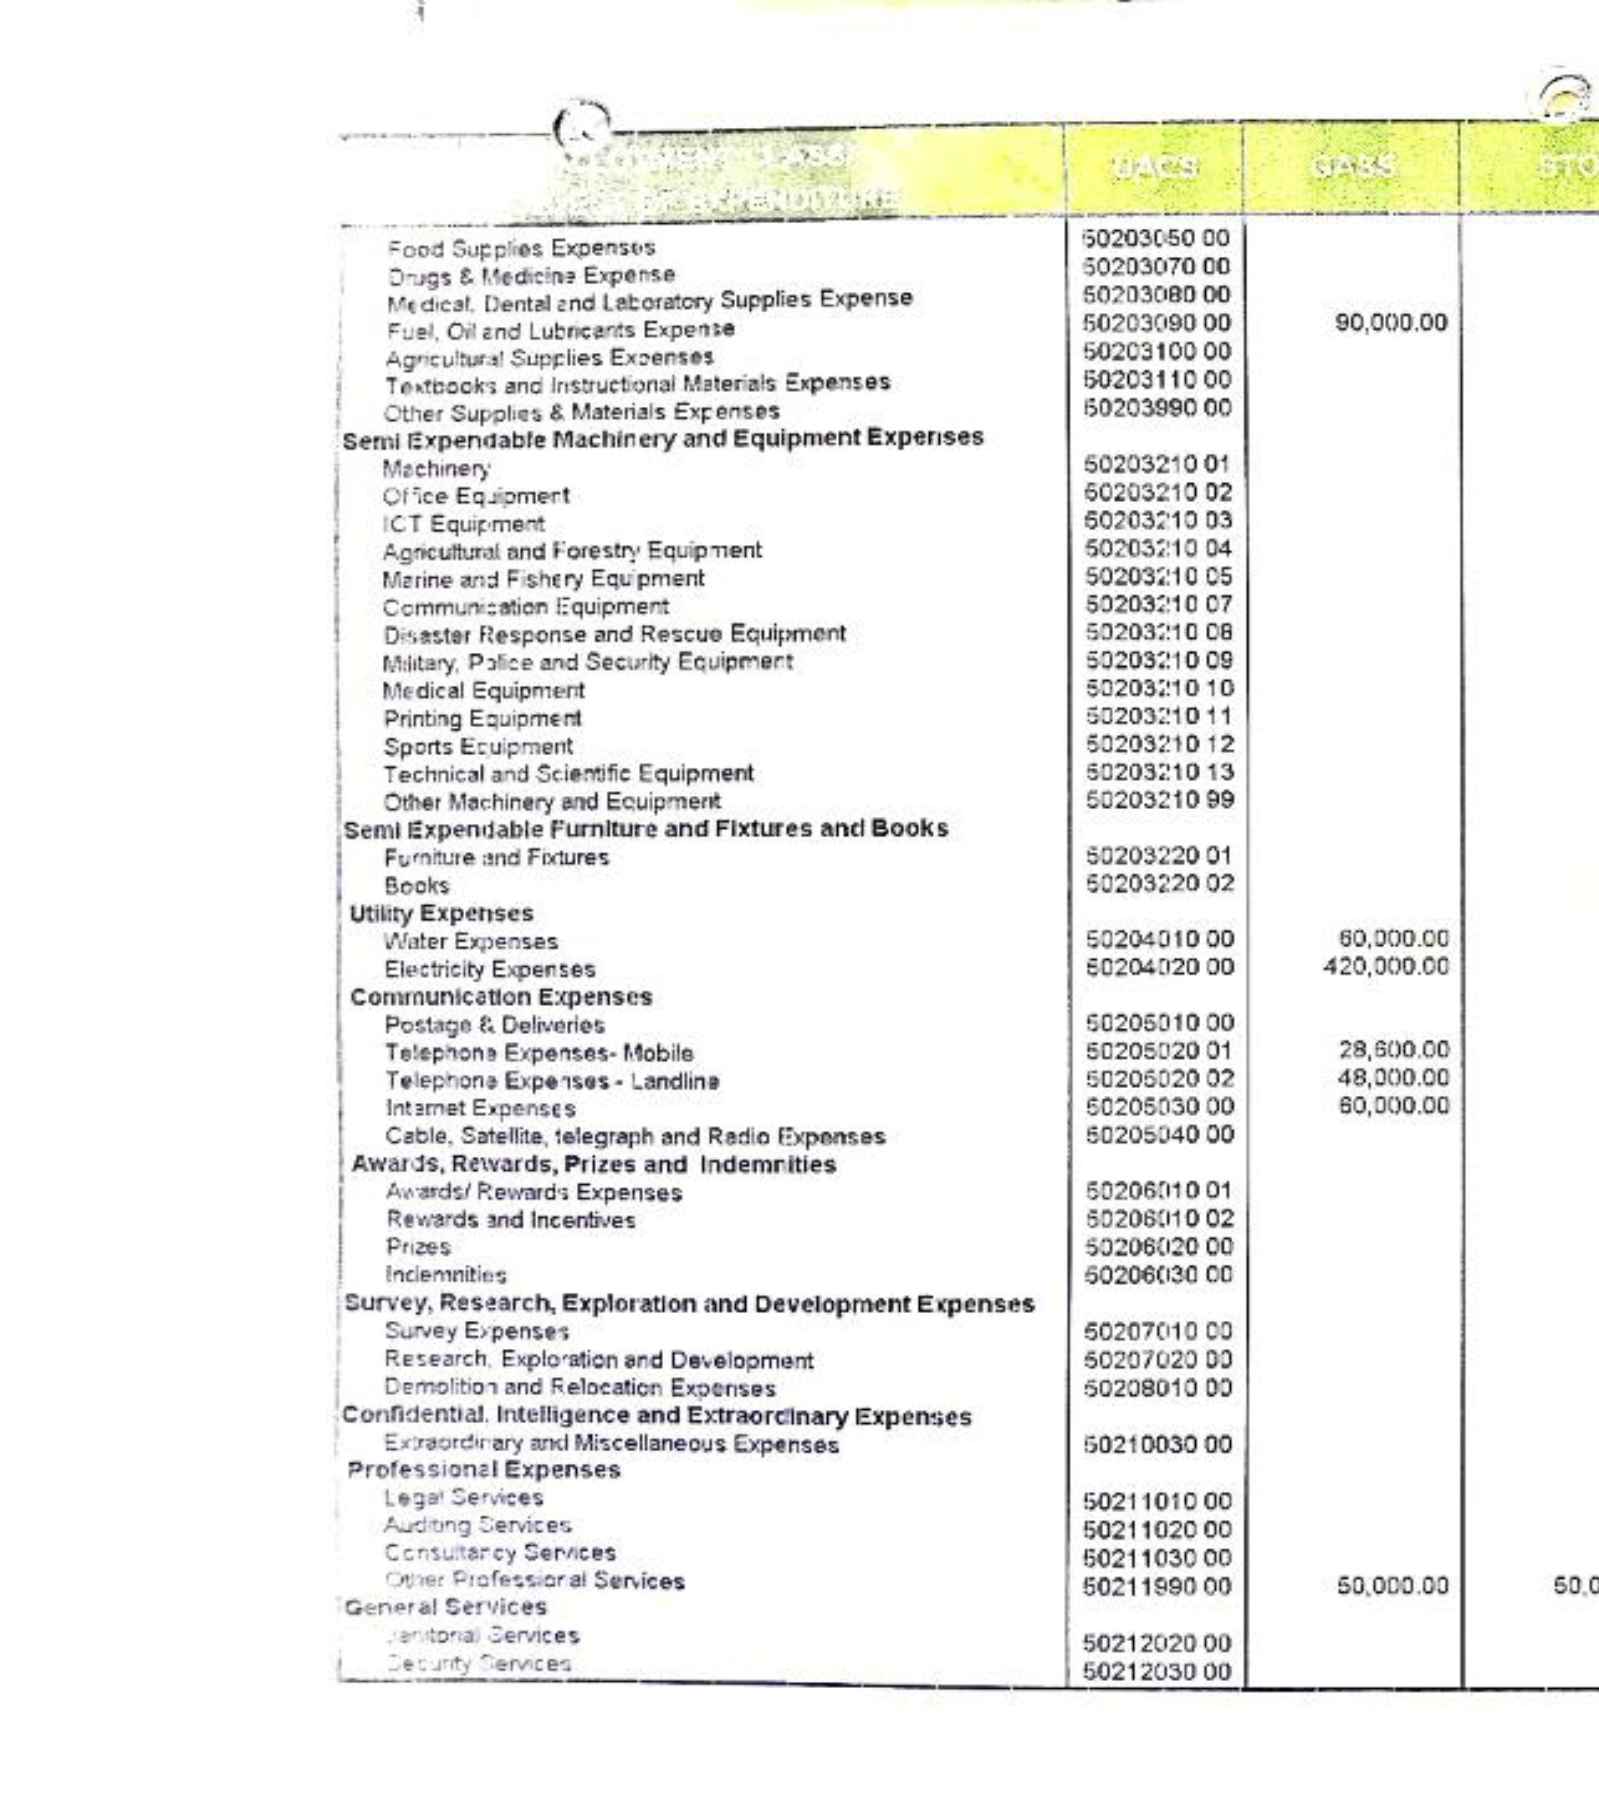 UACS GASS STO
OF EXPENDITURE
Food Supplies Expenses 50203050 00
Drugs & Medicine Expense 50203070 00
Medical, Dental and Laboratory Supplies Expense 50203080 00
Fuel, Oil and Lubricants Expense 50203090 00 90,000.00
Agricultural Supplies Expenses 50203100 00
Textbooks and Instructional Materials Expenses 50203110 00
Other Supplies & Materials Expenses 50203990 00
Semi Expendable Machinery and Equipment Expenses
Machinery 50203210 01
Office Equipment 50203210 02
ICT Equipment 50203210 03
Agricultural and Forestry Equipment 50203210 04
Marine and Fishery Equipment 50203210 05
Communication Equipment 50203210 07
Disaster Response and Rescue Equipment 50203210 08
Military, Police and Security Equipment 50203210 09
Medical Equipment 50203210 10
Printing Equipment 50203210 11
Sports Equipment 50203210 12
Technical and Scientific Equipment 50203210 13
Other Machinery and Equipment 50203210 99
Semi Expendable Furniture and Fixtures and Books
Furniture and Fixtures 50203220 01
Books 50203220 02
Utility Expenses
Water Expenses 50204010 00 60,000.00
Electricity Expenses 50204020 00 420,000.00
Communication Expenses
Postage & Deliveries 50205010 00
Telephone Expenses- Mobile 50205020 01 28,600.00
Telephone Expenses - Landline 50205020 02 48,000.00
Internet Expenses 50205030 00 60,000.00
Cable, Satellite, telegraph and Radio Expenses 50205040 00
Awards, Rewards, Prizes and Indemnities
Awards/ Rewards Expenses 50206010 01
Rewards and Incentives 50206010 02
Prizes 50206020 00
Indemnities 50206030 00
Survey, Research, Exploration and Development Expenses
Survey Expenses 50207010 00
Research, Exploration and Development 50207020 00
Demolition and Relocation Expenses 50208010 00
Confidential, Intelligence and Extraordinary Expenses
Extraordinary and Miscellaneous Expenses 50210030 00
Professional Expenses
Legal Services 50211010 00
Auditing Services 50211020 00
Consultancy Services 50211030 00
Other Professional Services 50211990 00 50,000.00 50,0
General Services
Janitorial Services 50212020 00
Security Services 50212030 00